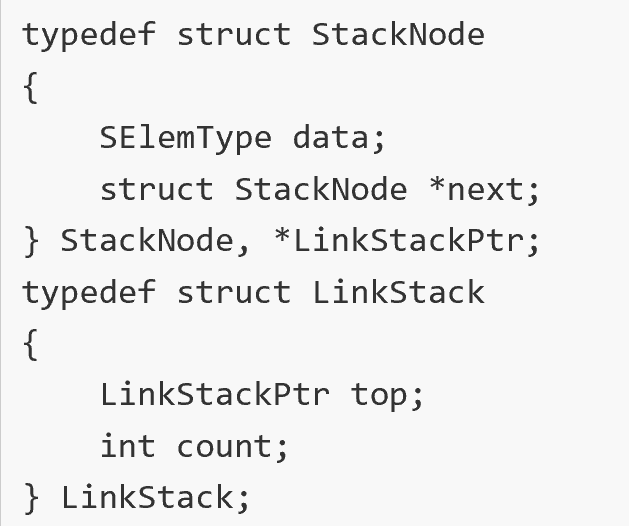 typedef struct StackNode
{
    SElemType data;
    struct StackNode *next;
} StackNode, *LinkStackPtr;
typedef struct LinkStack
{
    LinkStackPtr top;
    int count;
} LinkStack;